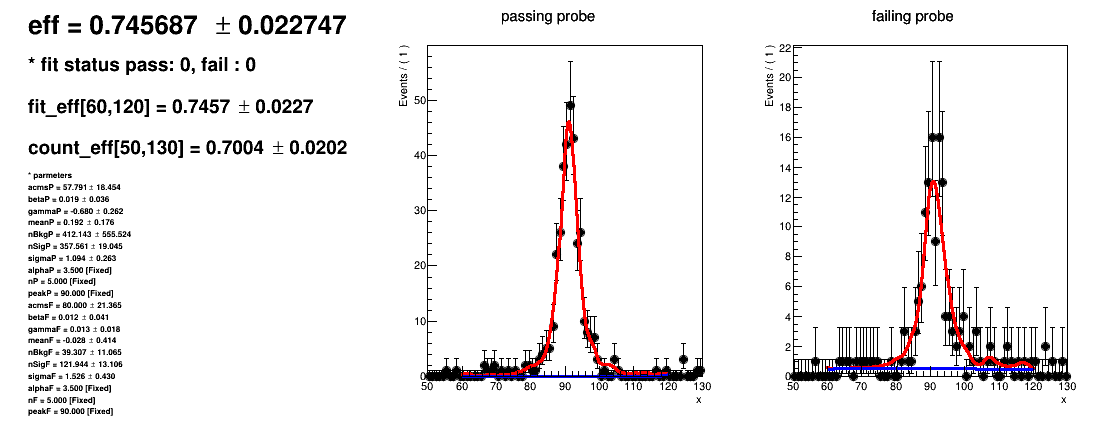 eff = 0.745687 ± 0.022747
* fit status pass: 0, fail : 0
fit_eff[60,120] = 0.7457 ± 0.0227
count_eff[50,130] = 0.7004 ± 0.0202
* parmeters
acmsP = 57.791 ± 18.454
betaP = 0.019 ± 0.036
gammaP = -0.680 ± 0.262
meanP = 0.192 ± 0.176
nBkgP = 412.143 ± 555.524
nSigP = 357.561 ± 19.045
sigmaP = 1.094 ± 0.263
alphaP = 3.500 [Fixed]
nP = 5.000 [Fixed]
peakP = 90.000 [Fixed]
acmsF = 80.000 ± 21.365
betaF = 0.012 ± 0.041
gammaF = 0.013 ± 0.018
meanF = -0.028 ± 0.414
nBkgF = 39.307 ± 11.065
nSigF = 121.944 ± 13.106
sigmaF = 1.526 ± 0.430
alphaF = 3.500 [Fixed]
nF = 5.000 [Fixed]
peakF = 90.000 [Fixed]
passing probe
Events / ( 1 )
50
40
30
20
10
0
50 60 70 80 90 100 110 120 130
x
failing probe
Events / ( 1 )
22
20
18
16
14
12
10
8
6
4
2
0
50 60 70 80 90 100 110 120 130
x